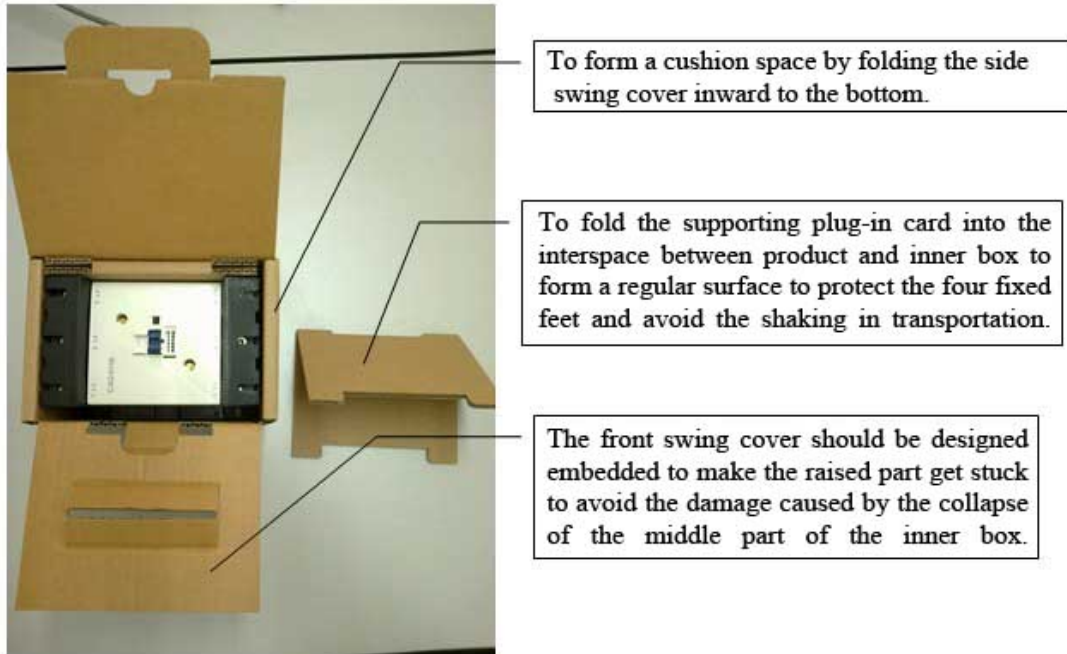 To form a cushion space by folding the side
swing cover inward to the bottom.
To fold the supporting plug-in card into the
interspace between product and inner box to
form a regular surface to protect the four fixed
feet and avoid the shaking in transportation.
The front swing cover should be designed
embedded to make the raised part get stuck
to avoid the damage caused by the collapse
of the middle part of the inner box.